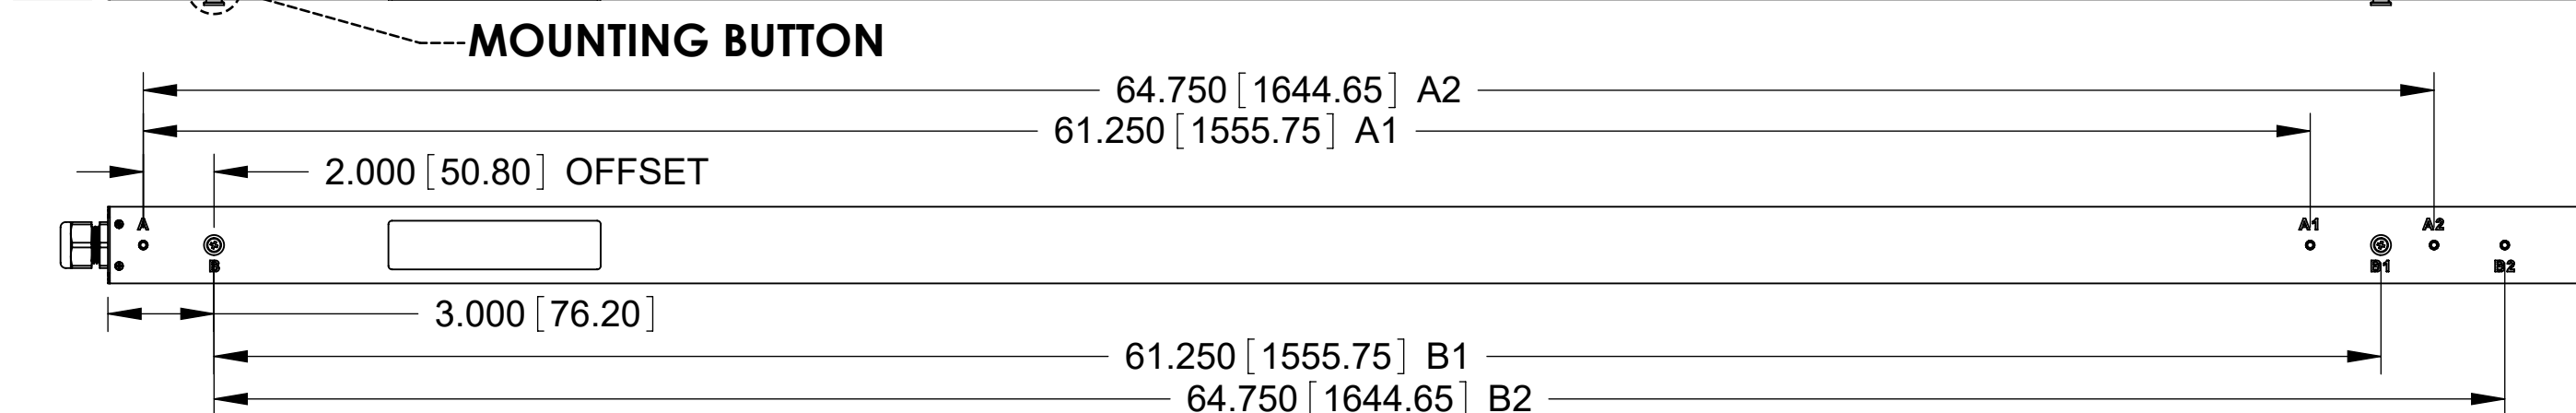 MOUNTING BUTTON
64.750 [1644.65] A2
61.250 [1555.75] A1
2.000 [50.80] OFFSET
A
A1
A2
B
B1
B2
3.000 [76.20]
61.250 [1555.75] B1
64.750 [1644.65] B2